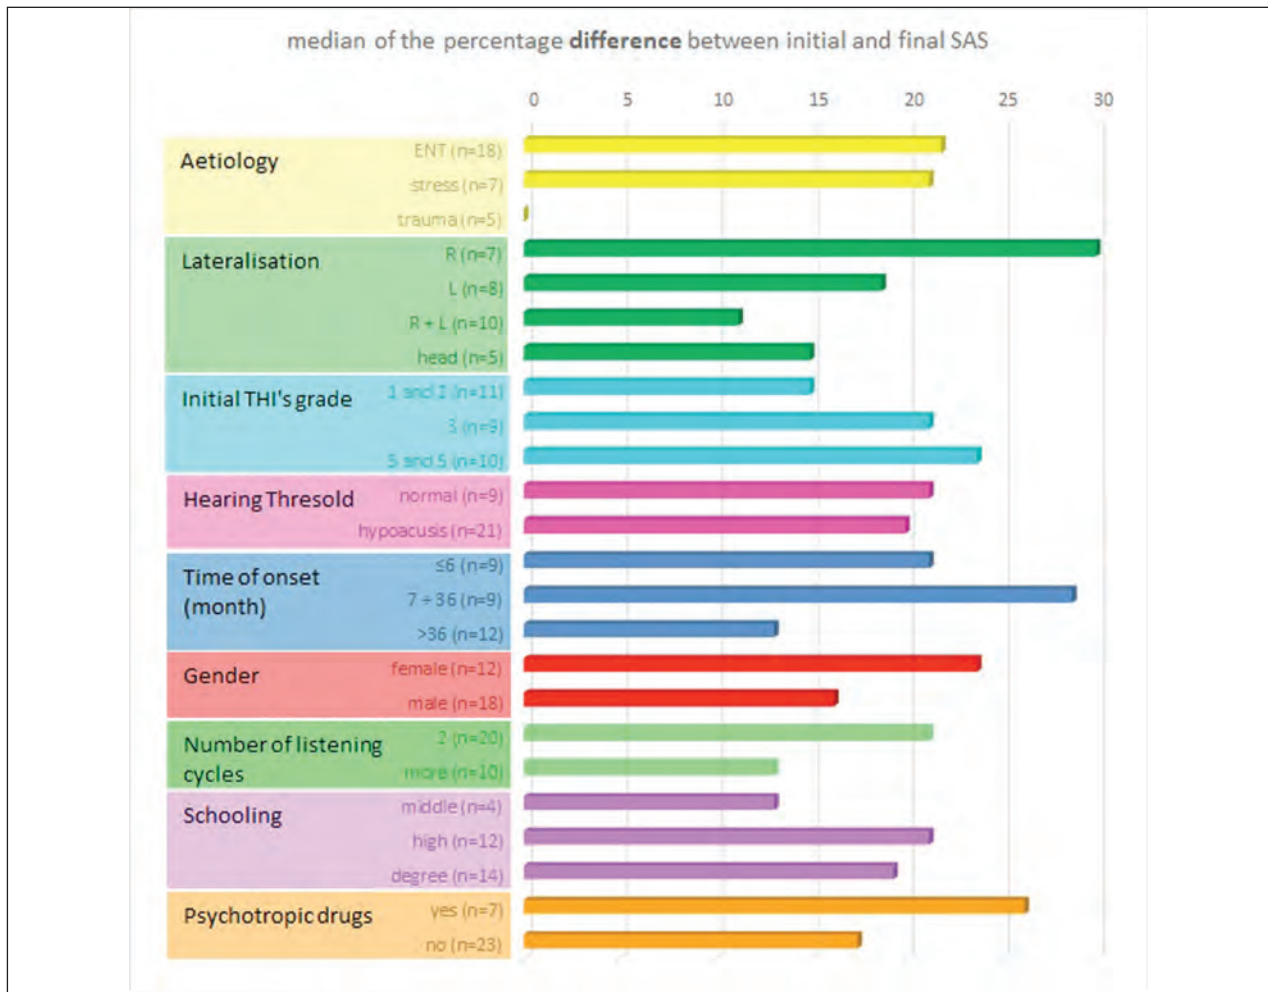 median of the percentage difference between initial and final SAS
0 5 10 15 20 25 30
Aetiology
ENT (n=18)
stress (n=7)
trauma (n=5)
Lateralisation
R (n=7)
L (n=8)
R + L (n=10)
head (n=5)
Initial THI's grade
1 and 2 (n=11)
3 (n=9)
5 and 5 (n=10)
Hearing Thresold
normal (n=9)
hypoacusis (n=21)
Time of onset
(month)
≤6 (n=9)
7 ÷ 36 (n=9)
>36 (n=12)
Gender
female (n=12)
male (n=18)
Number of listening
cycles
2 (n=20)
more (n=10)
Schooling
middle (n=4)
high (n=12)
degree (n=14)
Psychotropic drugs
yes (n=7)
no (n=23)